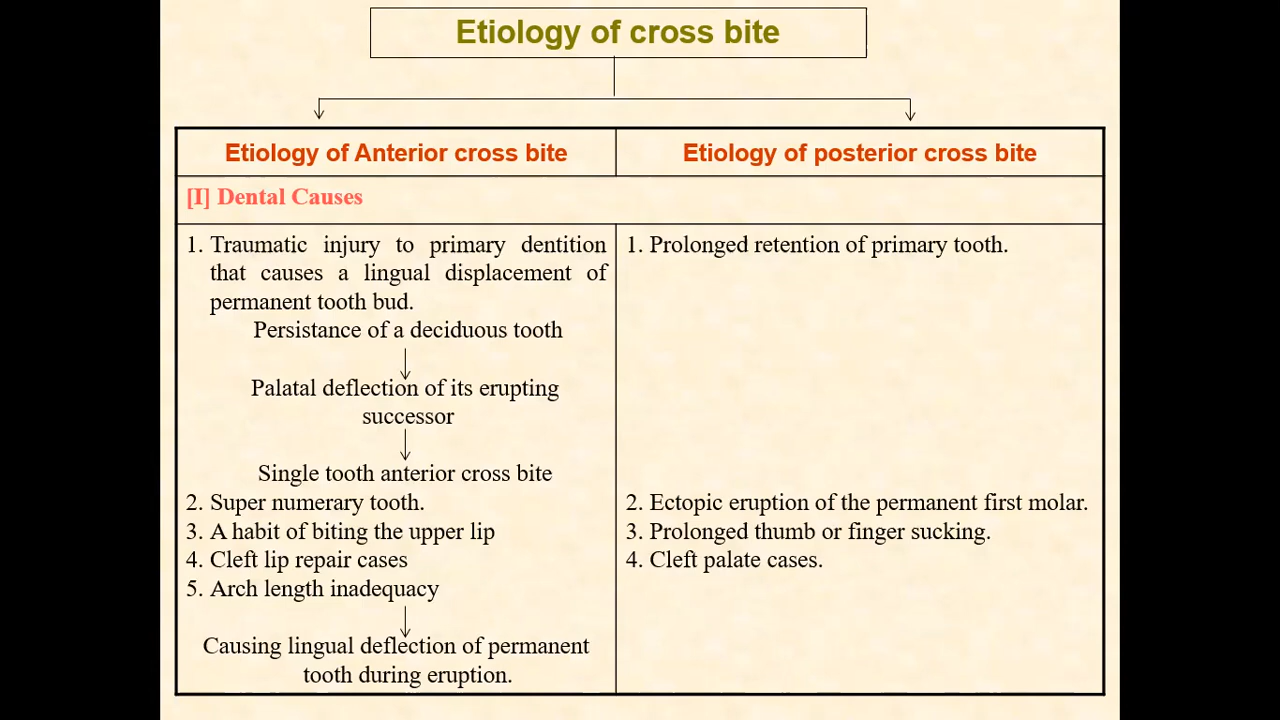 Etiology of cross bite
Etiology of Anterior cross bite
Etiology of posterior cross bite
[I] Dental Causes
1. Traumatic injury to primary dentition
that causes a lingual displacement of
permanent tooth bud.
Persistance of a deciduous tooth
Palatal deflection of its erupting
successor
Single tooth anterior cross bite
2. Super numerary tooth.
3. A habit of biting the upper lip
4. Cleft lip repair cases
5. Arch length inadequacy
Causing lingual deflection of permanent
tooth during eruption.
1. Prolonged retention of primary tooth.
2. Ectopic eruption of the permanent first molar.
3. Prolonged thumb or finger sucking.
4. Cleft palate cases.